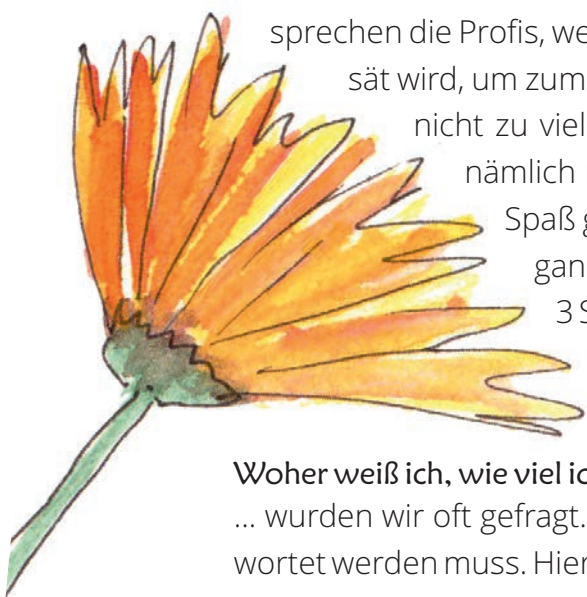 sprechen die Profis, we
sät wird, um zum
nicht zu viel
nämlich
Spaß g
gan
3 S
Woher weiß ich, wie viel ic
... wurden wir oft gefragt.
wortet werden muss. Hier